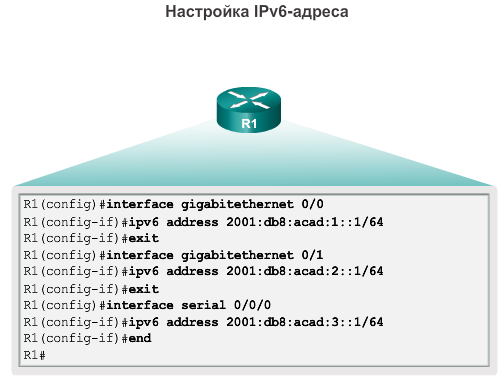 Настройка IPv6-адреса
R1
R1(config)#interface gigabitethernet 0/0
R1(config-if)#ipv6 address 2001:db8:acad:1::1/64
R1(config-if)#exit
R1(config)#interface gigabitethernet 0/1
R1(config-if)#ipv6 address 2001:db8:acad:2::1/64
R1(config-if)#exit
R1(config)#interface serial 0/0/0
R1(config-if)#ipv6 address 2001:db8:acad:3::1/64
R1(config-if)#end
R1#